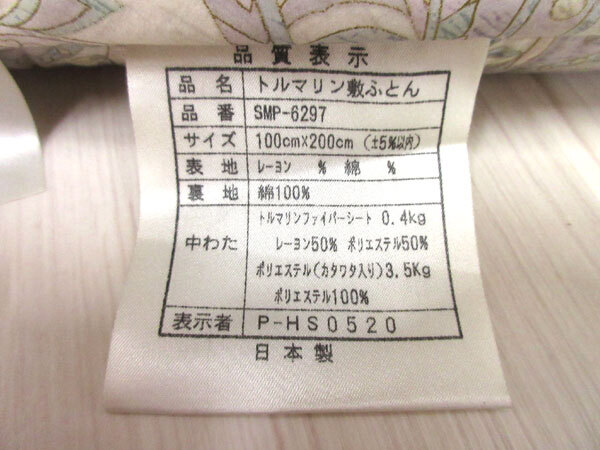 品質表示
品名 トルマリン敷ふとん
品番 SMP-6297
サイズ 100cm×200cm (±5%以内)
表地 レーヨン % 綿 %
裏地 綿100%
中わた トルマリンファイバーシート 0.4kg
レーヨン50% ポリエステル50%
ポリエステル(カタワタ入り)3.5Kg
ポリエステル100%
表示者 P-HS0520
日本製